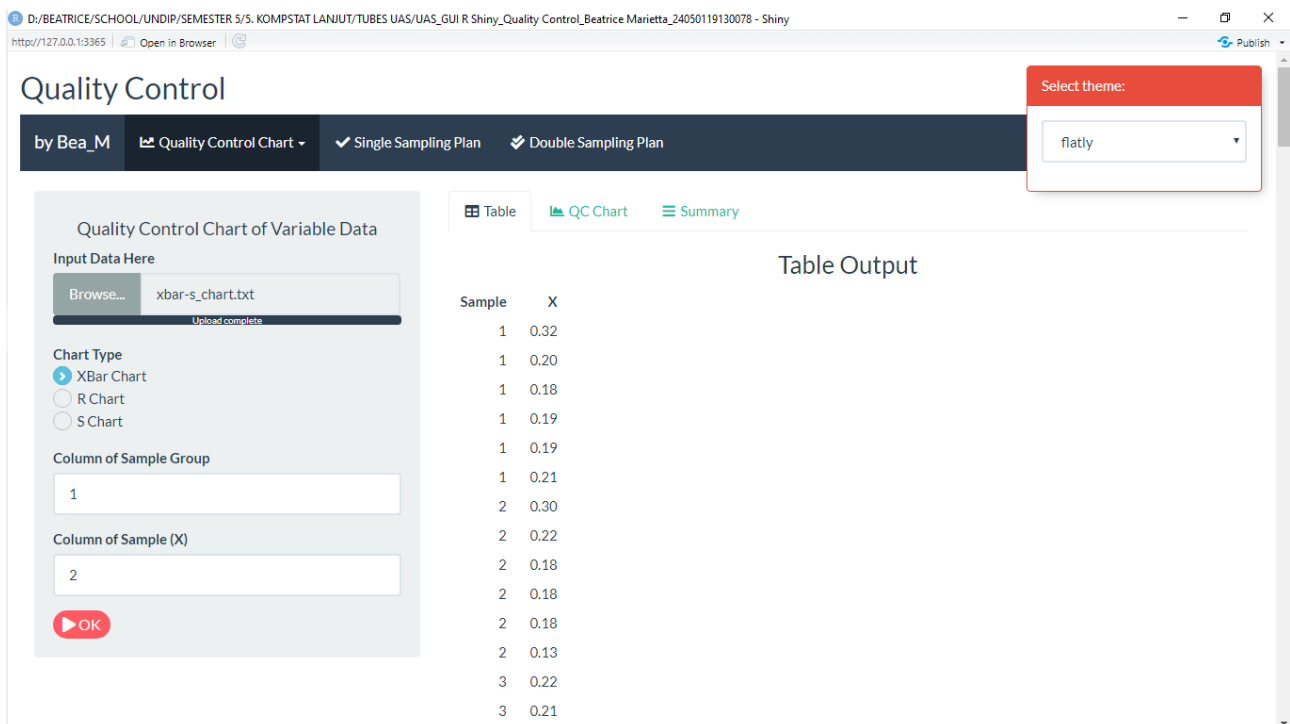 D:/BEATRICE/SCHOOL/UNDIP/SEMESTER 5/5. KOMPSTAT LANJUT/TUBES UAS/UAS_GUI R Shiny_Quality Control_Beatrice Marietta_24050119130078 - Shiny
http://127.0.0.1:3365 Open in Browser Publish
Quality Control
Select theme:
flatly
by Bea_M Quality Control Chart Single Sampling Plan Double Sampling Plan
Quality Control Chart of Variable Data
Input Data Here
Browse... xbar-s_chart.txt
Upload complete
Chart Type
XBar Chart
R Chart
S Chart
Column of Sample Group
1
Column of Sample (X)
2
OK
Table QC Chart Summary
Table Output
Sample X
1 0.32
1 0.20
1 0.18
1 0.19
1 0.19
1 0.21
2 0.30
2 0.22
2 0.18
2 0.18
2 0.18
2 0.13
3 0.22
3 0.21